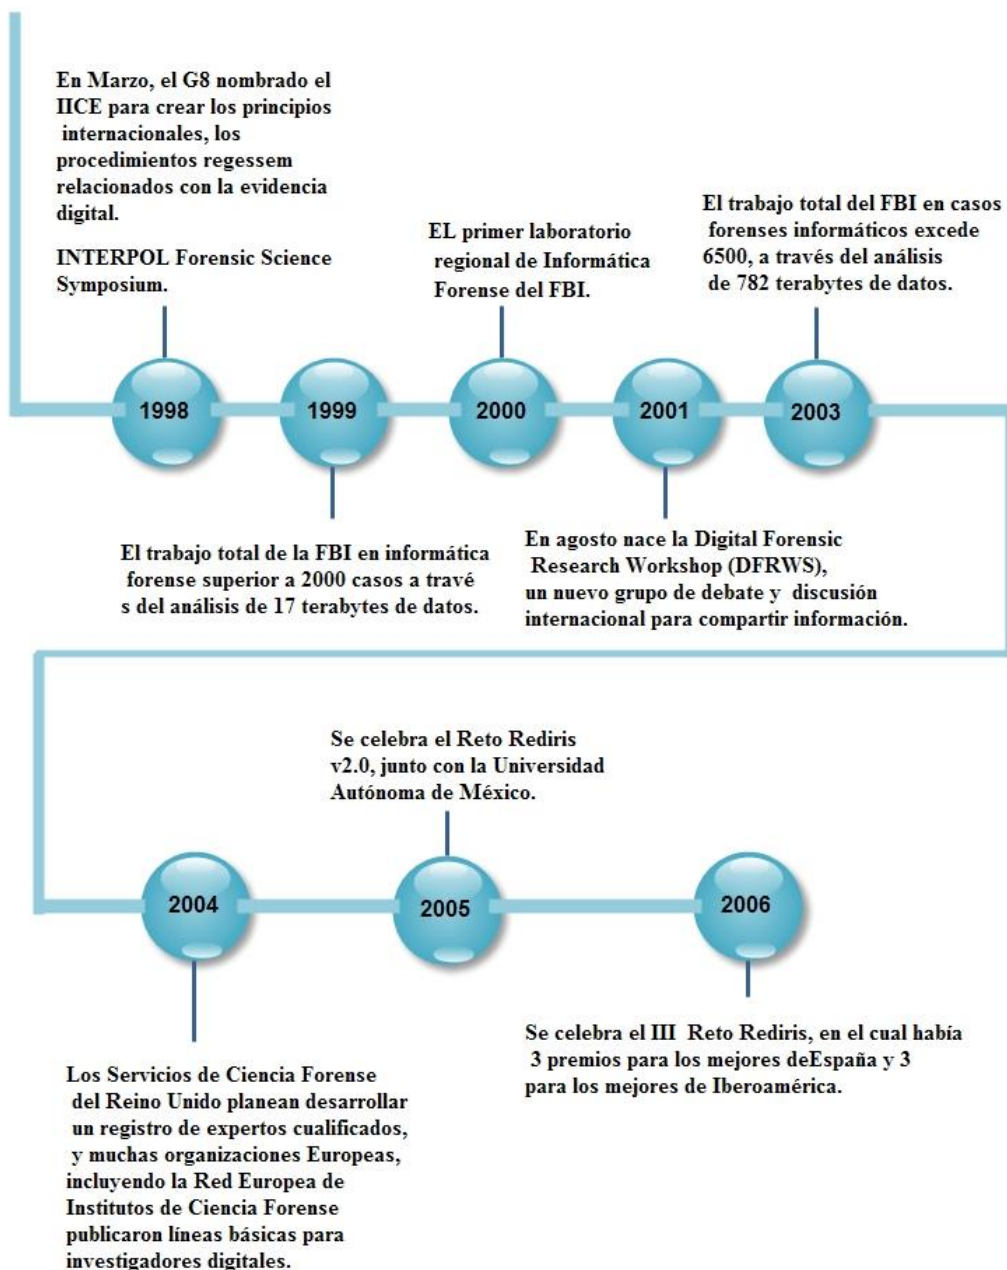 En Marzo, el G8 nombrado el
IICE para crear los principios
internacionales, los
procedimientos regessem
relacionados con la evidencia
digital.
INTERPOL Forensic Science
Symposium.
EL primer laboratorio
regional de Informática
Forense del FBI.
El trabajo total del FBI en casos
forenses informáticos excede
6500, a través del análisis
de 782 terabytes de datos.
1998
1999
2000
2001
2003
El trabajo total de la FBI en informática
forense superior a 2000 casos a travé
s del análisis de 17 terabytes de datos.
En agosto nace la Digital Forensic
Research Workshop (DFRWS),
un nuevo grupo de debate y discusión
internacional para compartir información.
Se celebra el Reto Rediris
v2.0, junto con la Universidad
Autónoma de México.
2004
2005
2006
Los Servicios de Ciencia Forense
del Reino Unido planean desarrollar
un registro de expertos cualificados,
y muchas organizaciones Europeas,
incluyendo la Red Europea de
Institutos de Ciencia Forense
publicaron líneas básicas para
investigadores digitales.
Se celebra el III Reto Rediris, en el cual había
3 premios para los mejores deEspaña y 3
para los mejores de Iberoamérica.